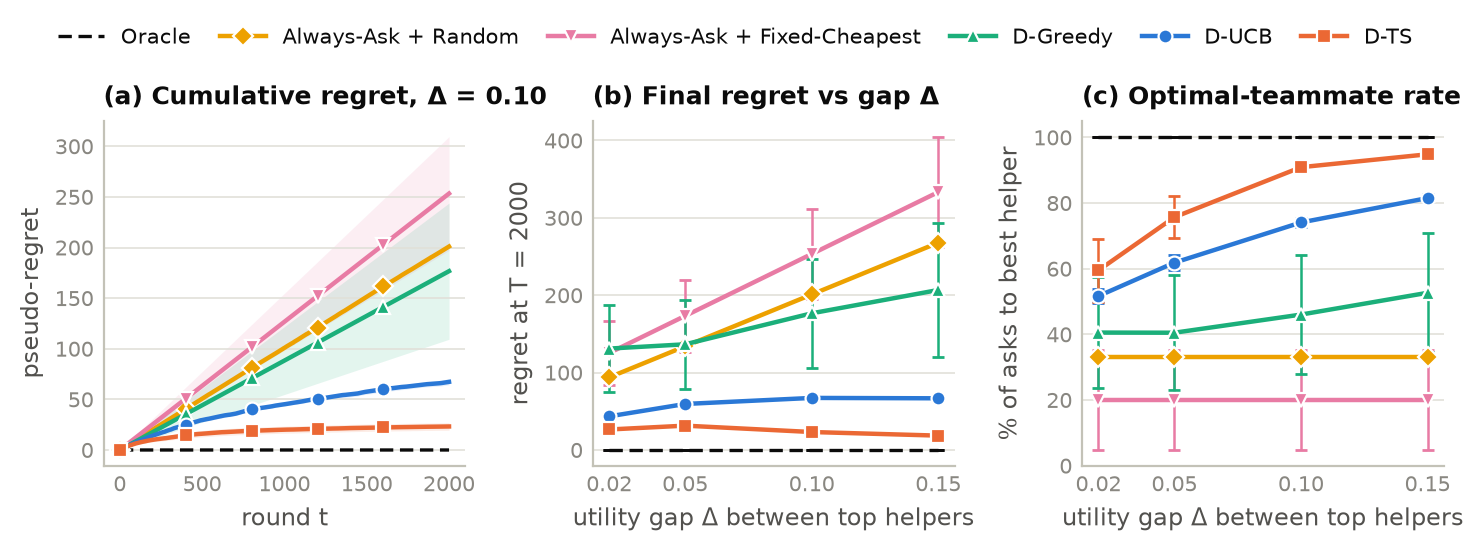 Oracle Always-Ask + Random Always-Ask + Fixed-Cheapest D-Greedy D-UCB D-TS
(a) Cumulative regret, Δ = 0.10
pseudo-regret
300
250
200
150
100
50
0
0 500 1000 1500 2000
round t
(b) Final regret vs gap Δ
regret at T = 2000
400
300
200
100
0
0.02 0.05 0.10 0.15
utility gap Δ between top helpers
(c) Optimal-teammate rate
% of asks to best helper
100
80
60
40
20
0
0.02 0.05 0.10 0.15
utility gap Δ between top helpers